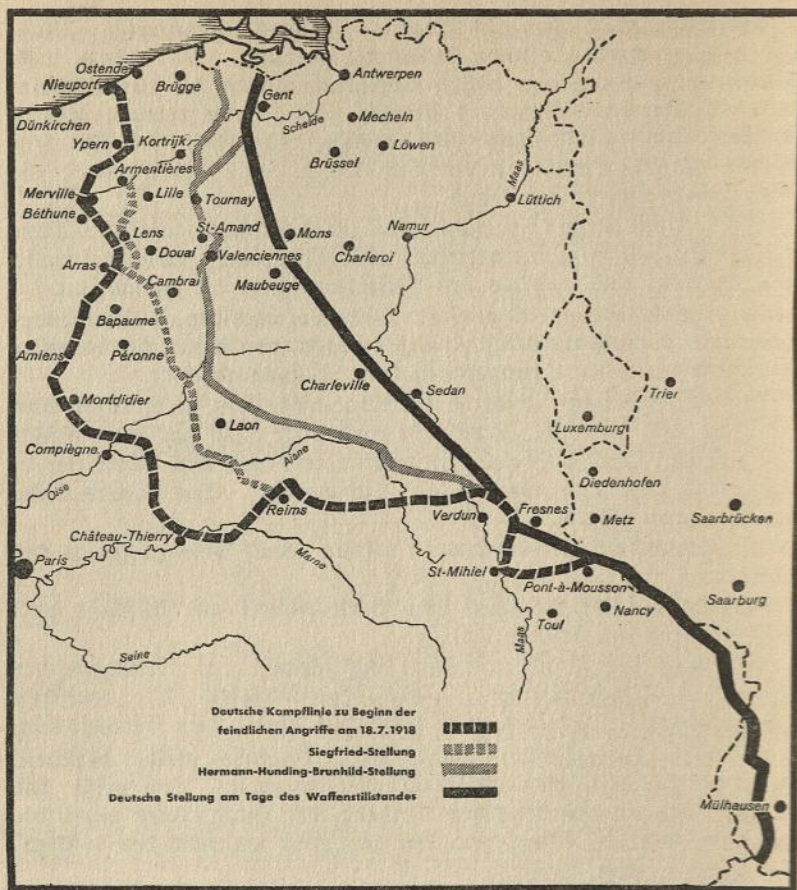 Ostende
Nieuport
Brügge
Antwerpen
Gent
Dünkirchen
Schelde
Mecheln
Ypern
Kortrijk
Löwen
Brüssel
Armentières
Maas
Merville
Lille
Tournay
Lüttich
Béthune
Lens
St-Amand
Mons
Namur
Douai
Valenciennes
Charleroi
Arras
Cambrai
Maubeuge
Bapaume
Amiens
Péronne
Charleville
Sedan
Trier
Montdidier
Luxemburg
Laon
Compiègne
Aisne
Diedenhofen
Oise
Reims
Verdun
Fresnes
Metz
Saarbrücken
Château-Thierry
Paris
Marne
St-Mihiel
Pont-à-Mousson
Saarburg
Nancy
Toul
Maas
Seine
Deutsche Kampflinie zu Beginn der
feindlichen Angriffe am 18.7.1918
Siegfried-Stellung
Hermann-Hunding-Brunhild-Stellung
Deutsche Stellung am Tage des Waffenstillstandes
Mülhausen